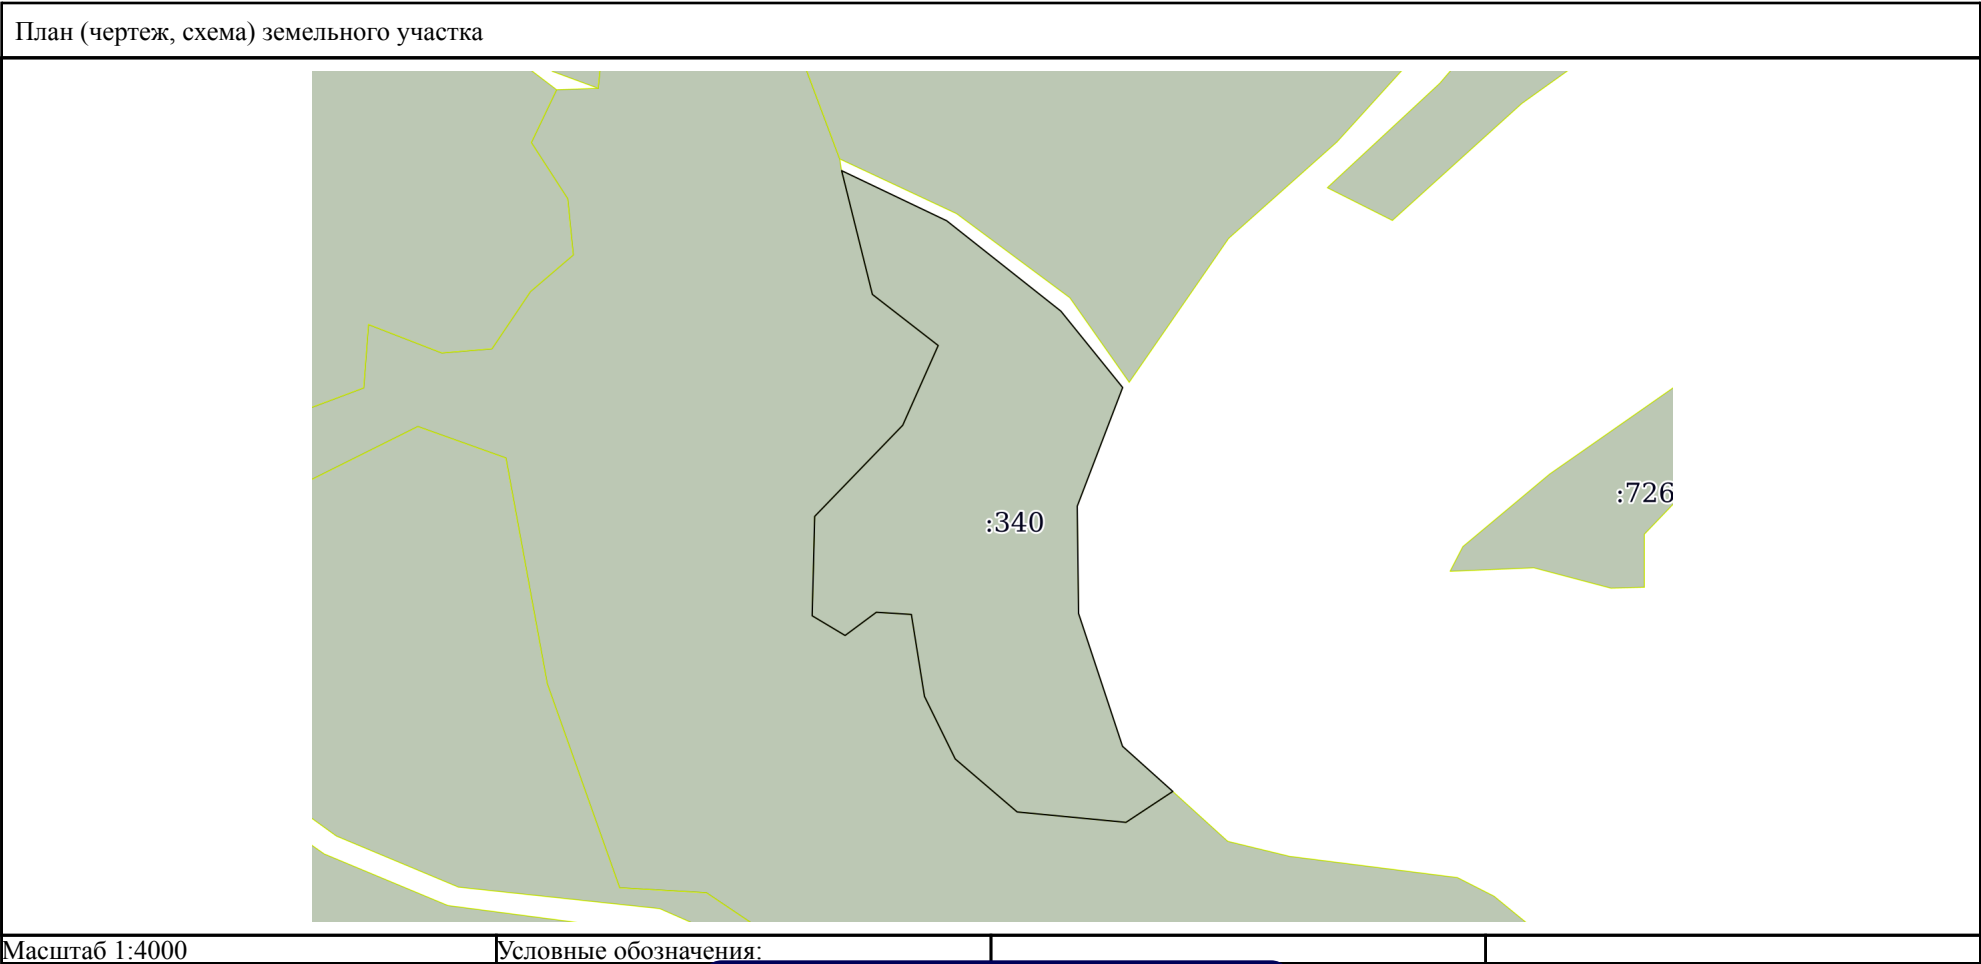 План (чертеж, схема) земельного участка
:726
:340
Масштаб 1:4000
Условные обозначения: